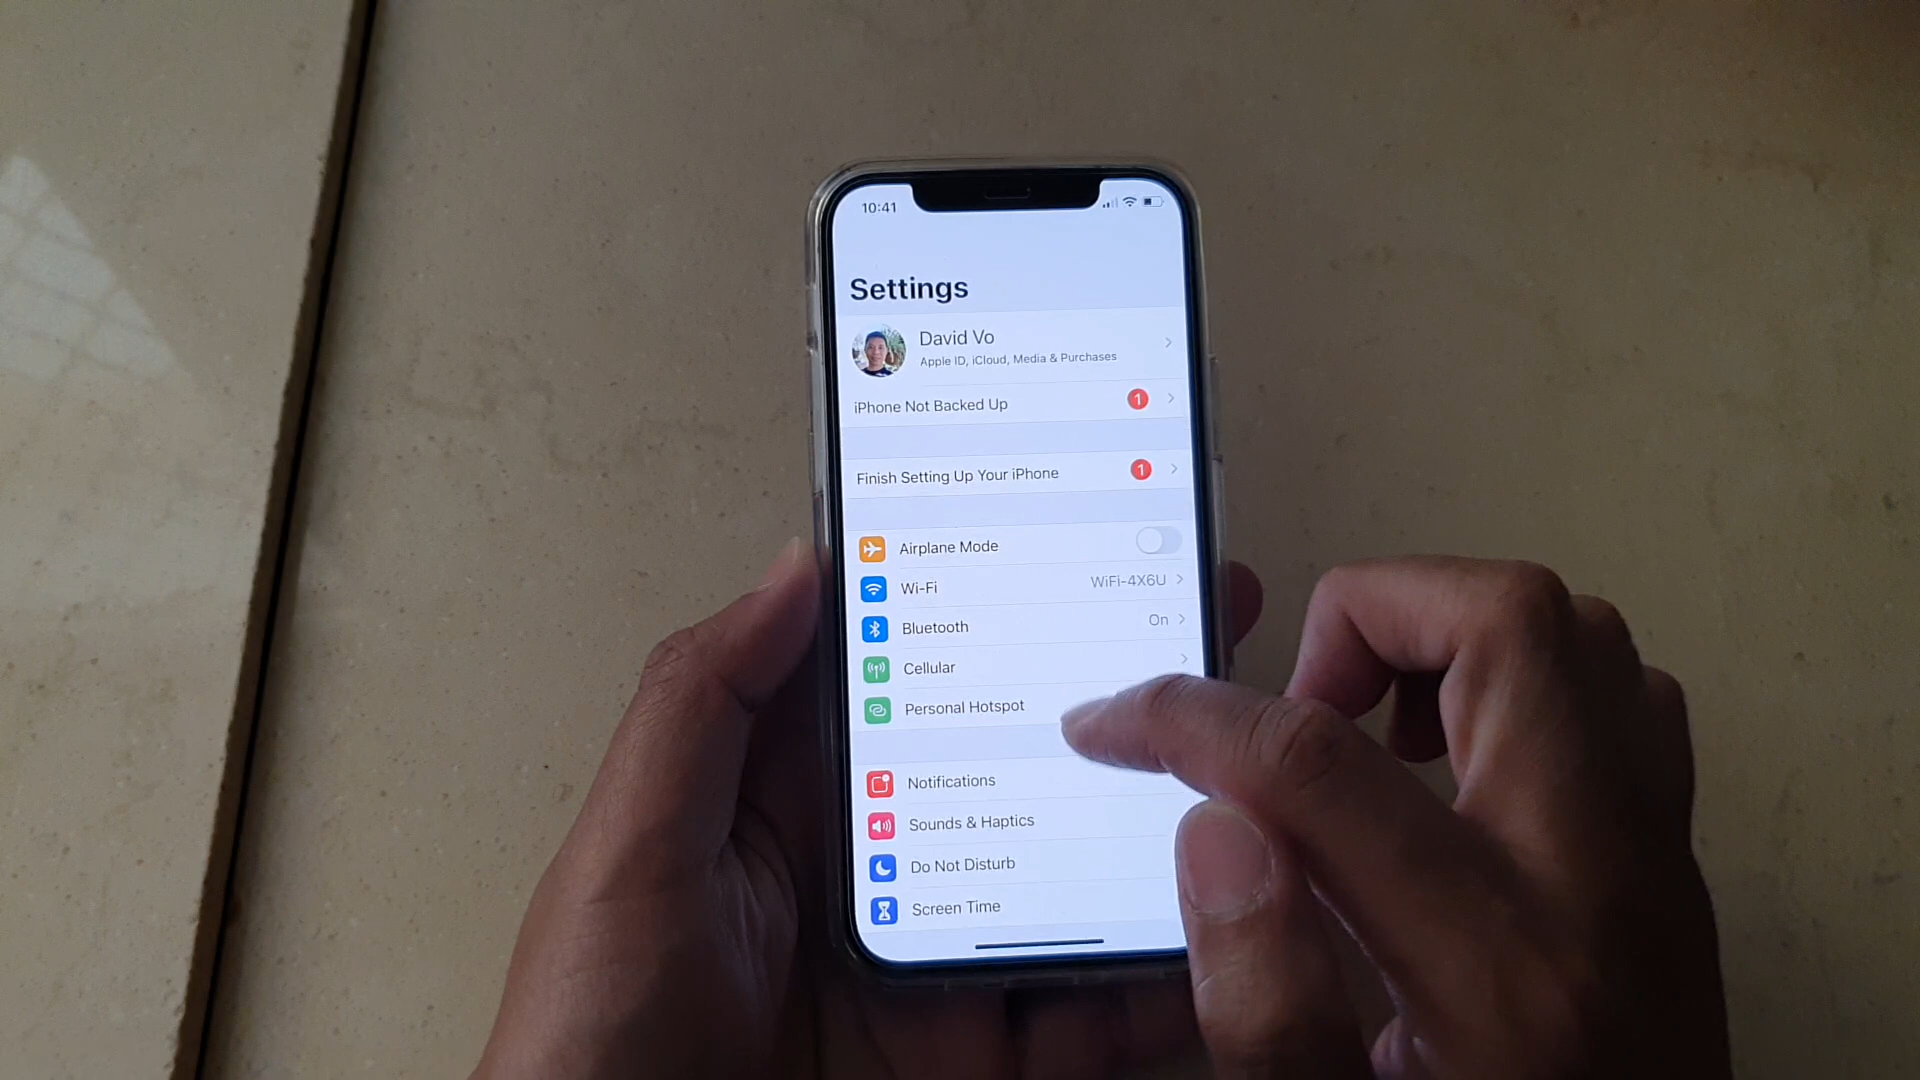 10:41
Settings
David Vo
Apple ID, iCloud, Media & Purchases
iPhone Not Backed Up 1
Finish Setting Up Your iPhone 1
Airplane Mode
Wi-Fi WiFi-4X6U
Bluetooth On
Cellular
Personal Hotspot
Notifications
Sounds & Haptics
Do Not Disturb
Screen Time